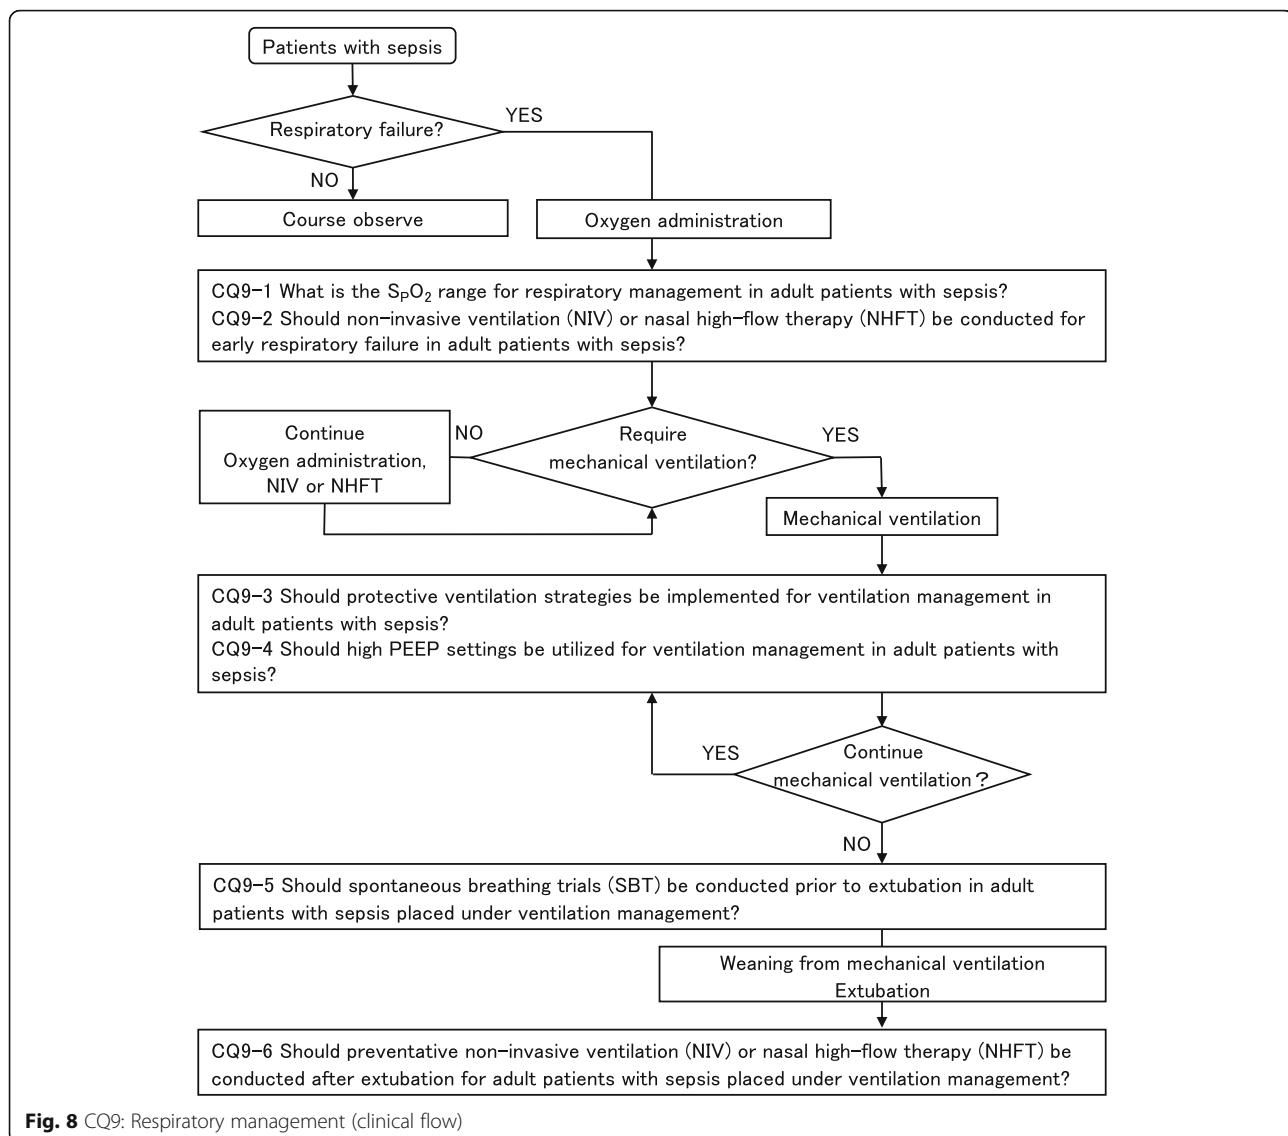 Patients with sepsis
Respiratory failure?
YES
NO
Course observe
Oxygen administration
CQ9-1 What is the SPO2 range for respiratory management in adult patients with sepsis?
CQ9-2 Should non-invasive ventilation (NIV) or nasal high-flow therapy (NHFT) be conducted for
early respiratory failure in adult patients with sepsis?
Continue
Oxygen administration,
NIV or NHFT
NO
Require
mechanical ventilation?
YES
Mechanical ventilation
CQ9-3 Should protective ventilation strategies be implemented for ventilation management in
adult patients with sepsis?
CQ9-4 Should high PEEP settings be utilized for ventilation management in adult patients with
sepsis?
YES
Continue
mechanical ventilation?
NO
CQ9-5 Should spontaneous breathing trials (SBT) be conducted prior to extubation in adult
patients with sepsis placed under ventilation management?
Weaning from mechanical ventilation
Extubation
CQ9-6 Should preventative non-invasive ventilation (NIV) or nasal high-flow therapy (NHFT) be
conducted after extubation for adult patients with sepsis placed under ventilation management?
Fig. 8 CQ9: Respiratory management (clinical flow)